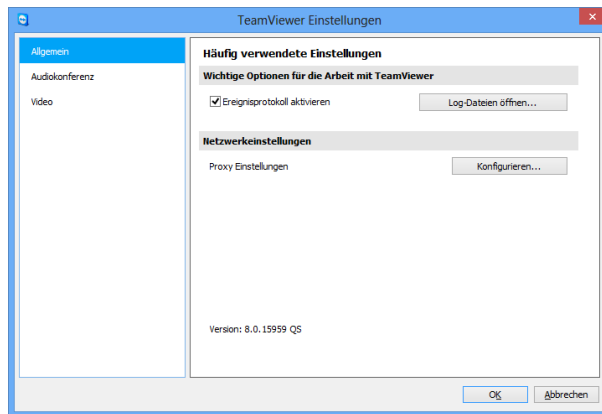 TeamViewer Einstellungen
Allgemein
Audiokonferenz
Video
Häufig verwendete Einstellungen
Wichtige Optionen für die Arbeit mit TeamViewer
Ereignisprotokoll aktivieren
Log-Dateien öffnen...
Netzwerkeinstellungen
Proxy Einstellungen
Konfigurieren...
Version: 8.0.15959 QS
OK
Abbrechen